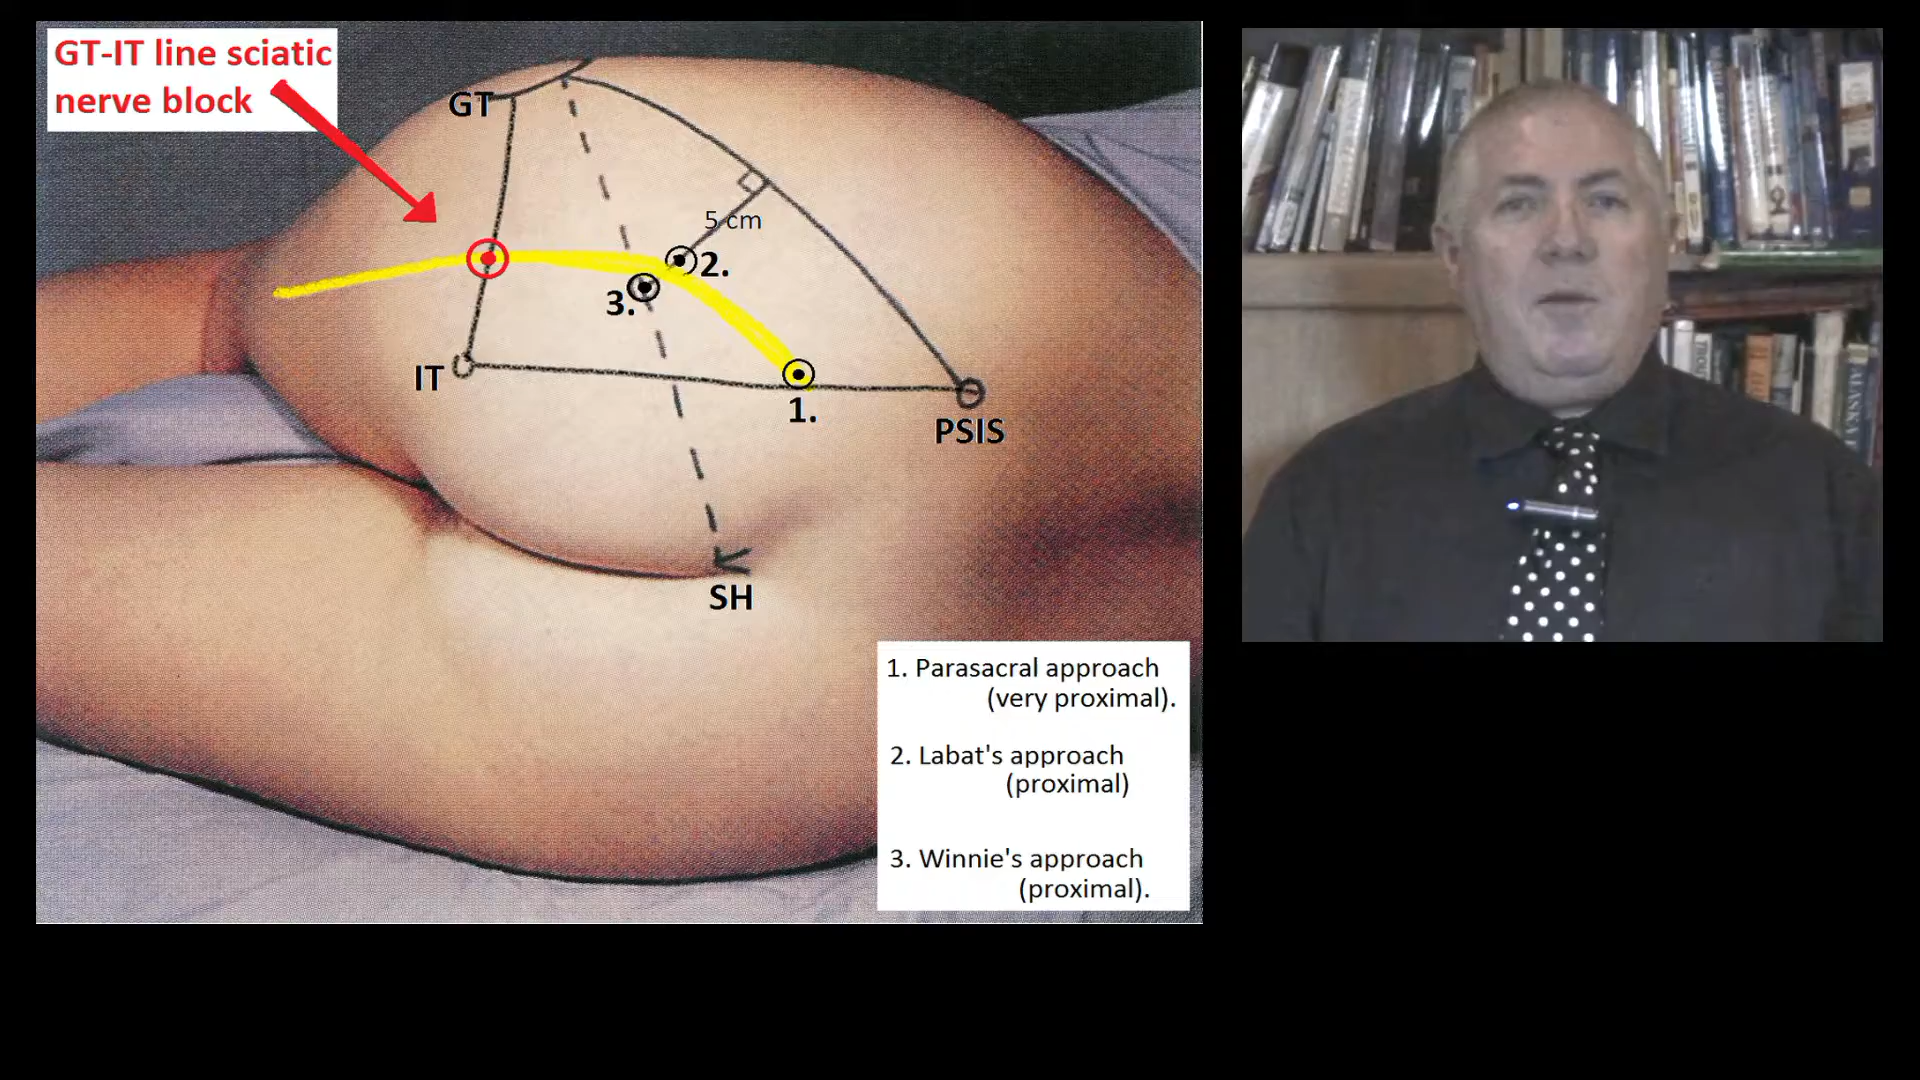 GT-IT line sciatic
nerve block
GT
5 cm
2.
3.
IT
1.
PSIS
SH
1. Parasacral approach
(very proximal).
2. Labat's approach
(proximal)
3. Winnie's approach
(proximal).